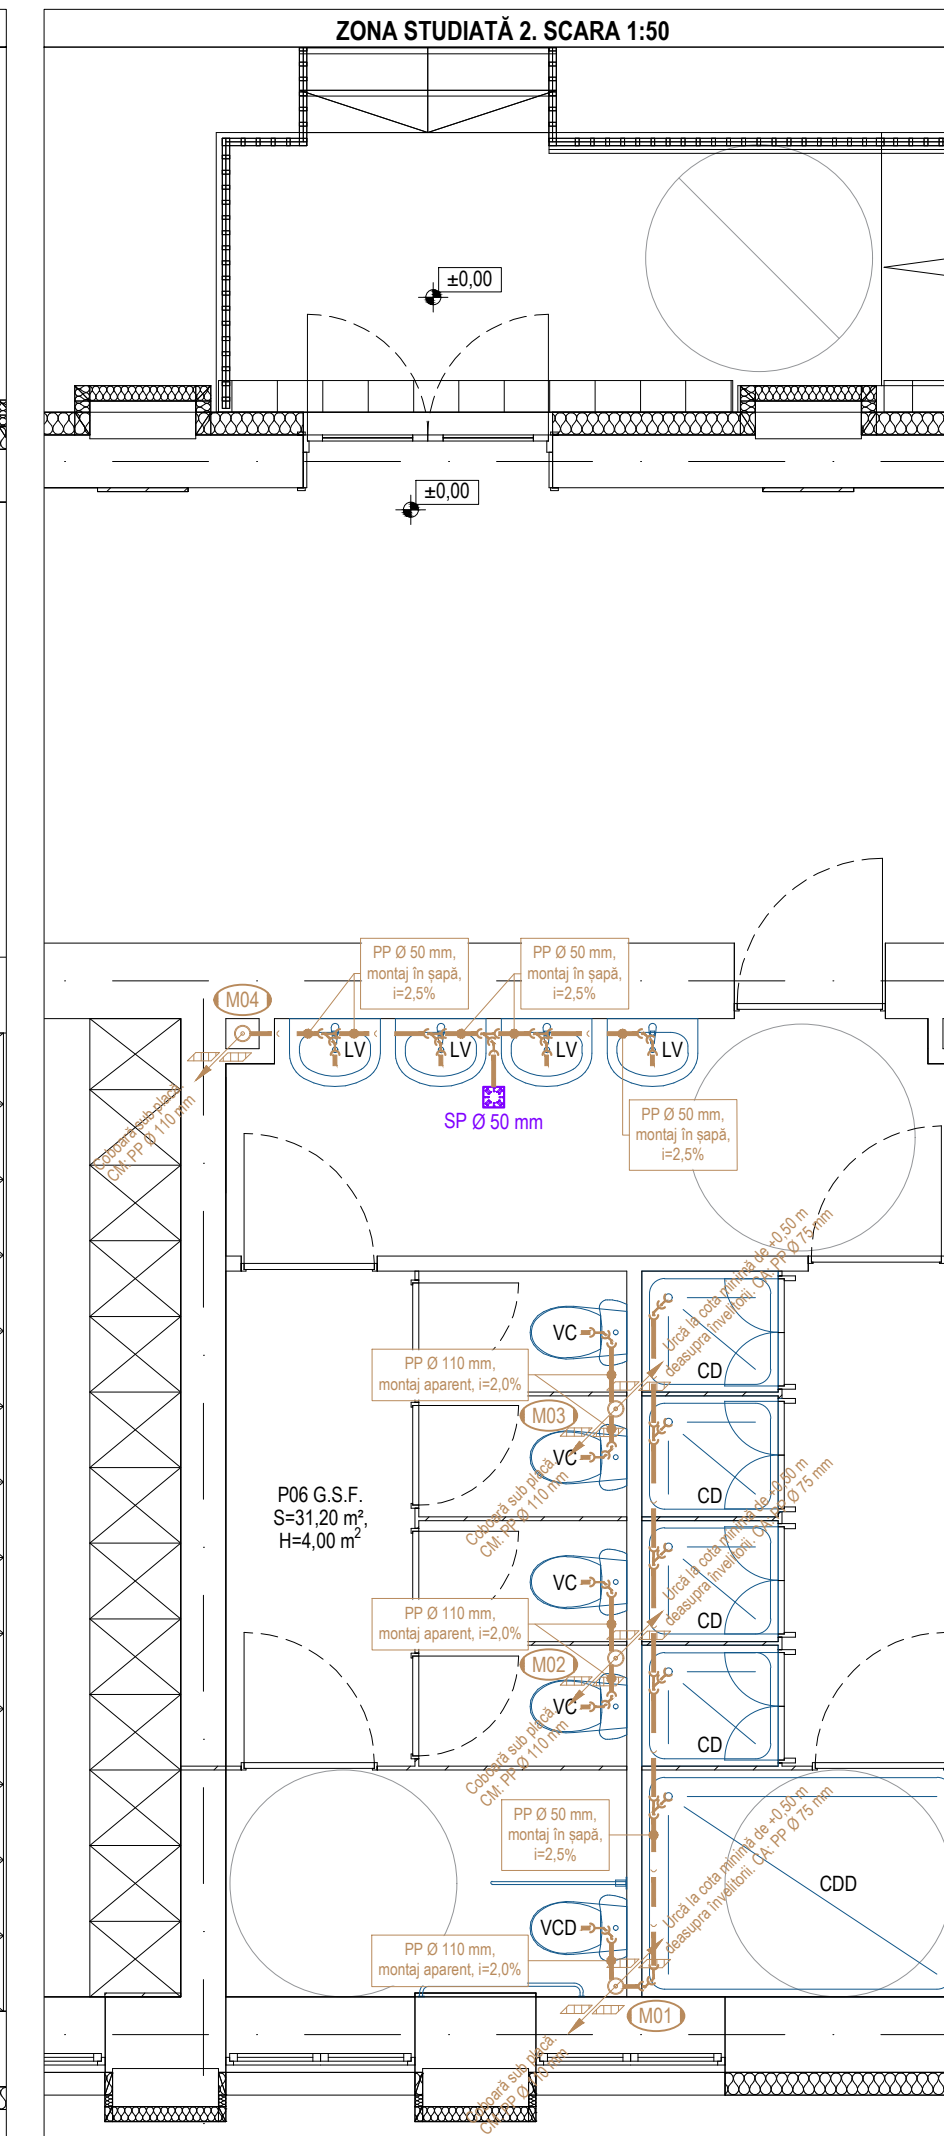 ZONA STUDIATĂ 2. SCARA 1:50
±0,00
±0,00
PP Ø 50 mm,
montaj în șapă,
i=2,5%
PP Ø 50 mm,
montaj în șapă,
i=2,5%
M04
LV
LV
LV
LV
Coboară sub placă.
CM: PP Ø 110 mm
SP Ø 50 mm
PP Ø 50 mm,
montaj în șapă,
i=2,5%
Urcă la cota minimă de +0,50 m
deasupra învelitorii. CA: PP Ø 75 mm
VC
CD
PP Ø 110 mm,
montaj aparent, i=2,0%
M03
VC
CD
Coboară sub placă.
CM: PP Ø 110 mm
P06 G.S.F.
S=31,20 m²,
H=4,00 m²
Urcă la cota minimă de +0,50 m
deasupra învelitorii. CA: PP Ø 75 mm
VC
CD
PP Ø 110 mm,
montaj aparent, i=2,0%
M02
VC
CD
Coboară sub placă.
CM: PP Ø 110 mm
PP Ø 50 mm,
montaj în șapă,
i=2,5%
Urcă la cota minimă de +0,50 m
deasupra învelitorii. CA: PP Ø 75 mm
CDD
VCD
PP Ø 110 mm,
montaj aparent, i=2,0%
M01
Coboară sub placă.
CM: PP Ø 110 mm